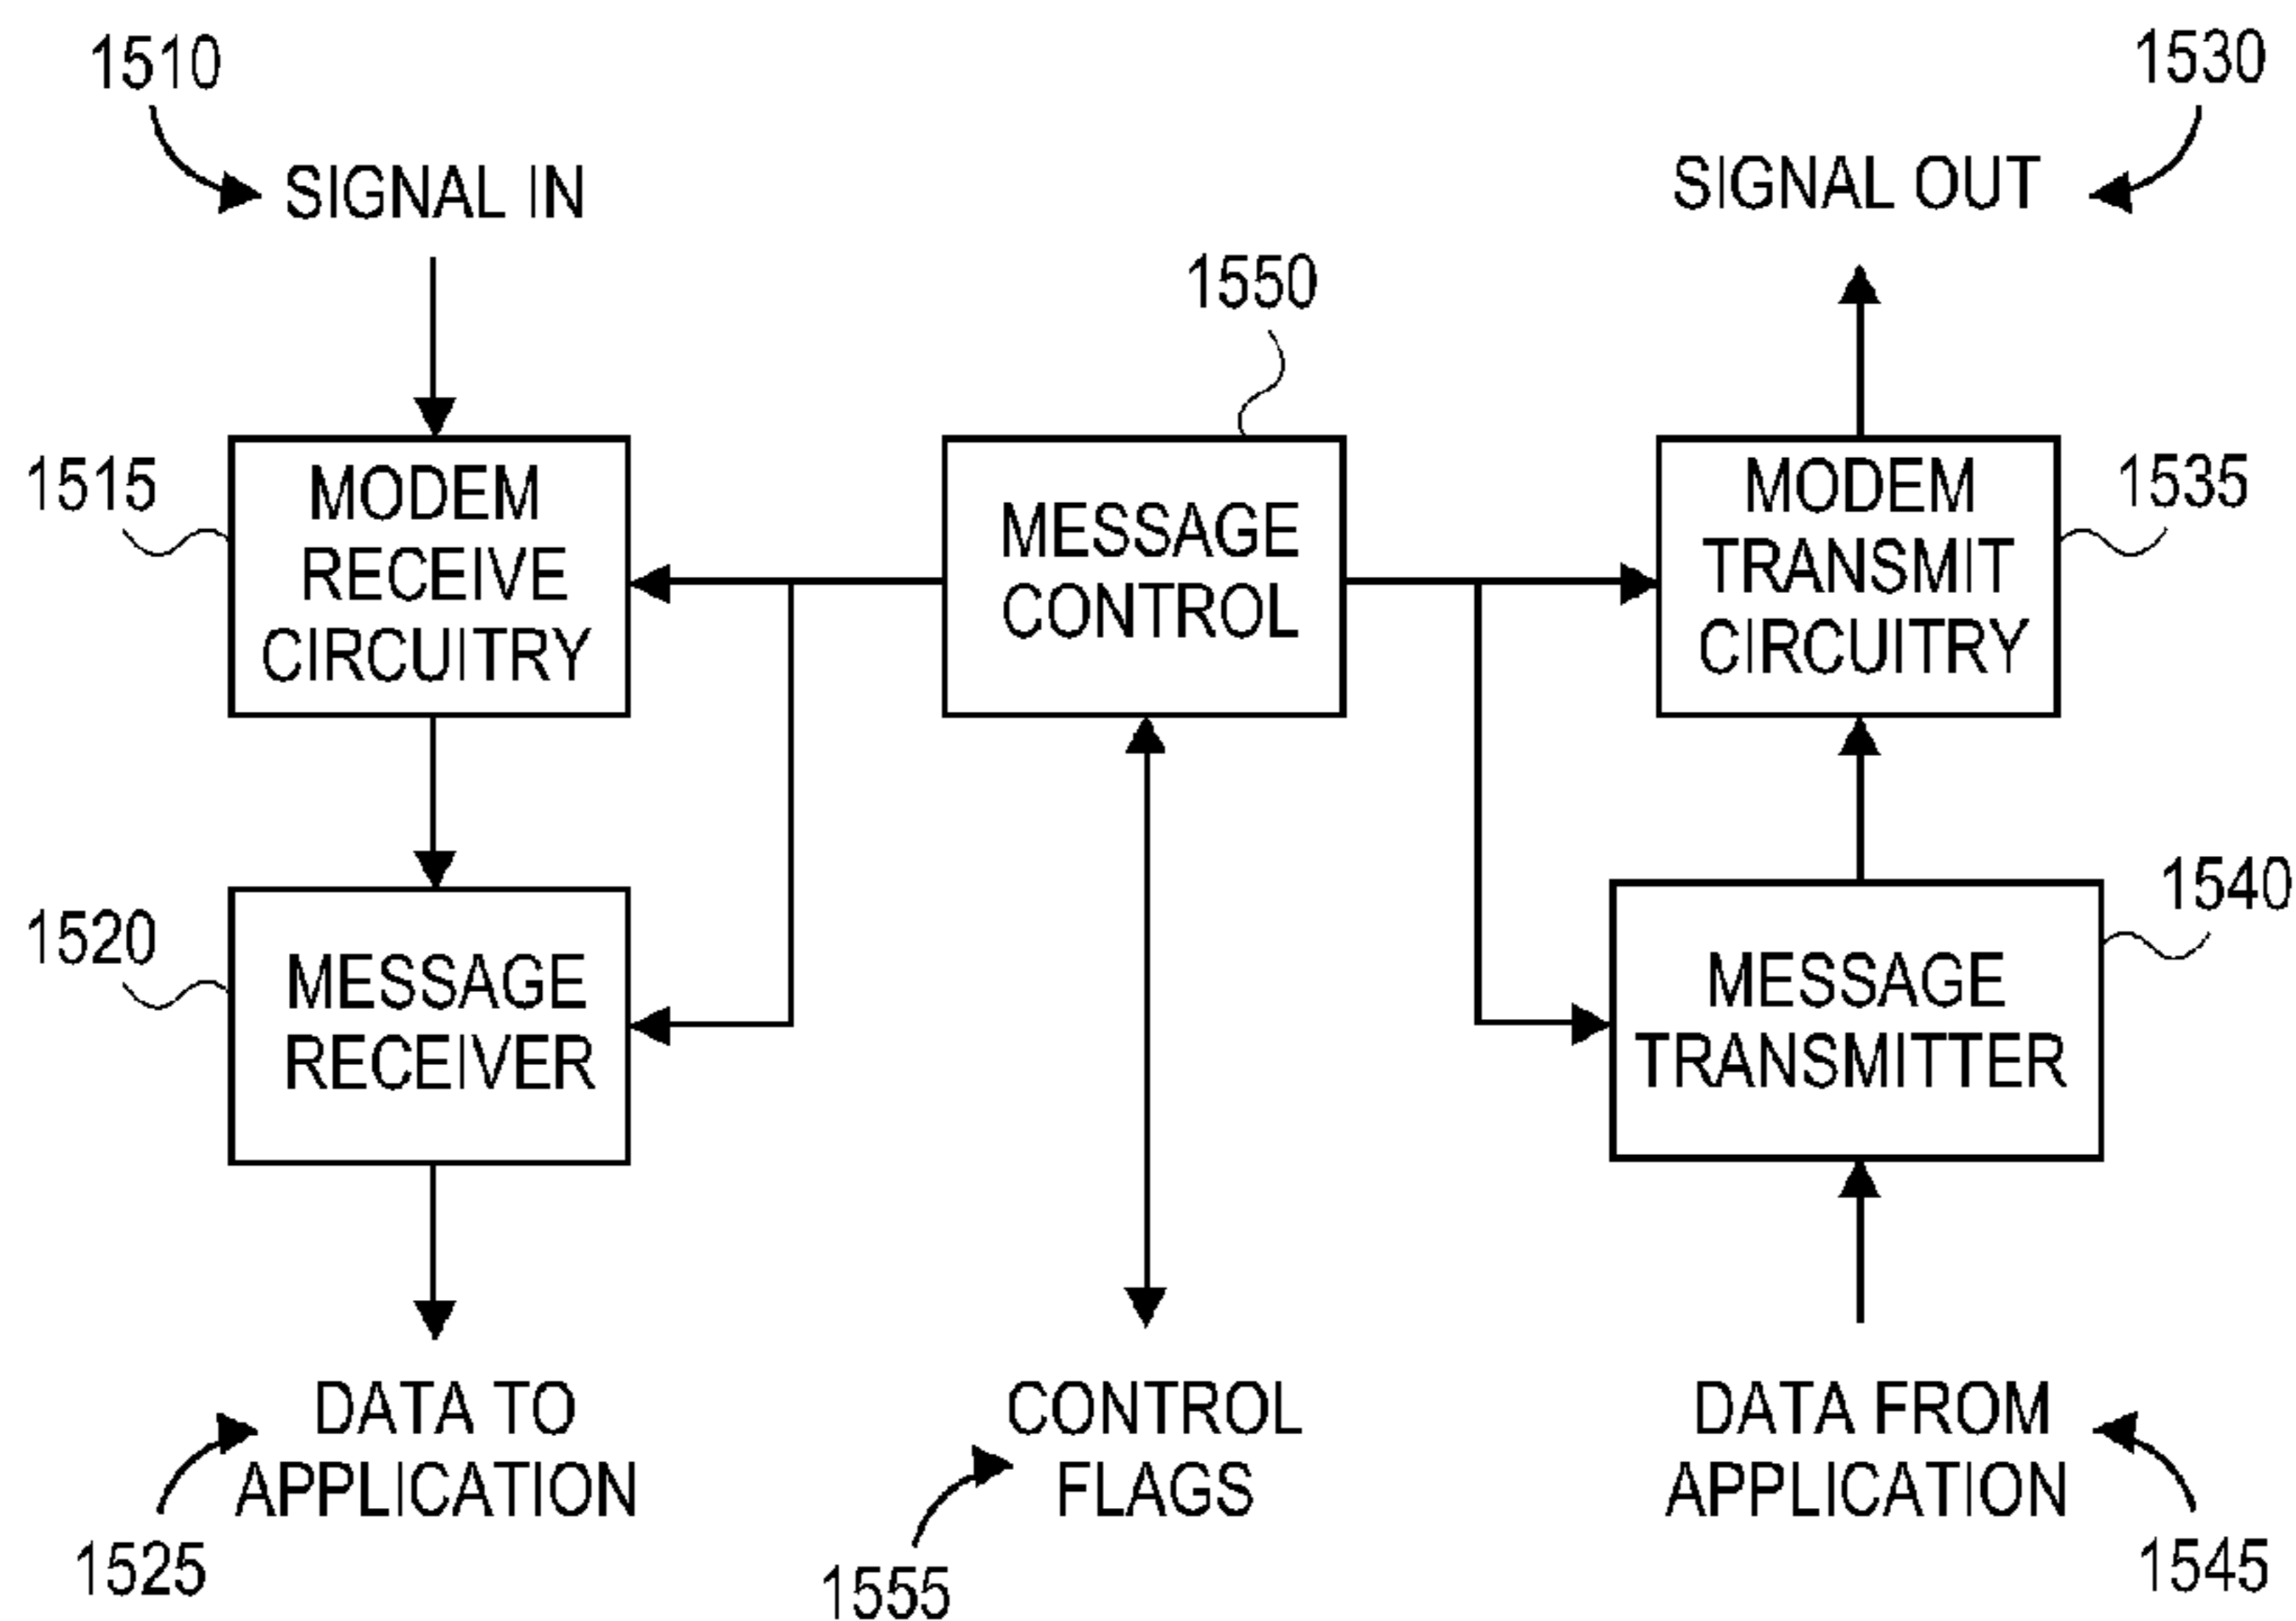 1510
1530
SIGNAL IN
SIGNAL OUT
1550
1515
MODEM
RECEIVE
CIRCUITRY
MESSAGE
CONTROL
MODEM
TRANSMIT
CIRCUITRY
1535
1520
MESSAGE
RECEIVER
MESSAGE
TRANSMITTER
1540
DATA TO
APPLICATION
1525
CONTROL
FLAGS
1555
DATA FROM
APPLICATION
1545